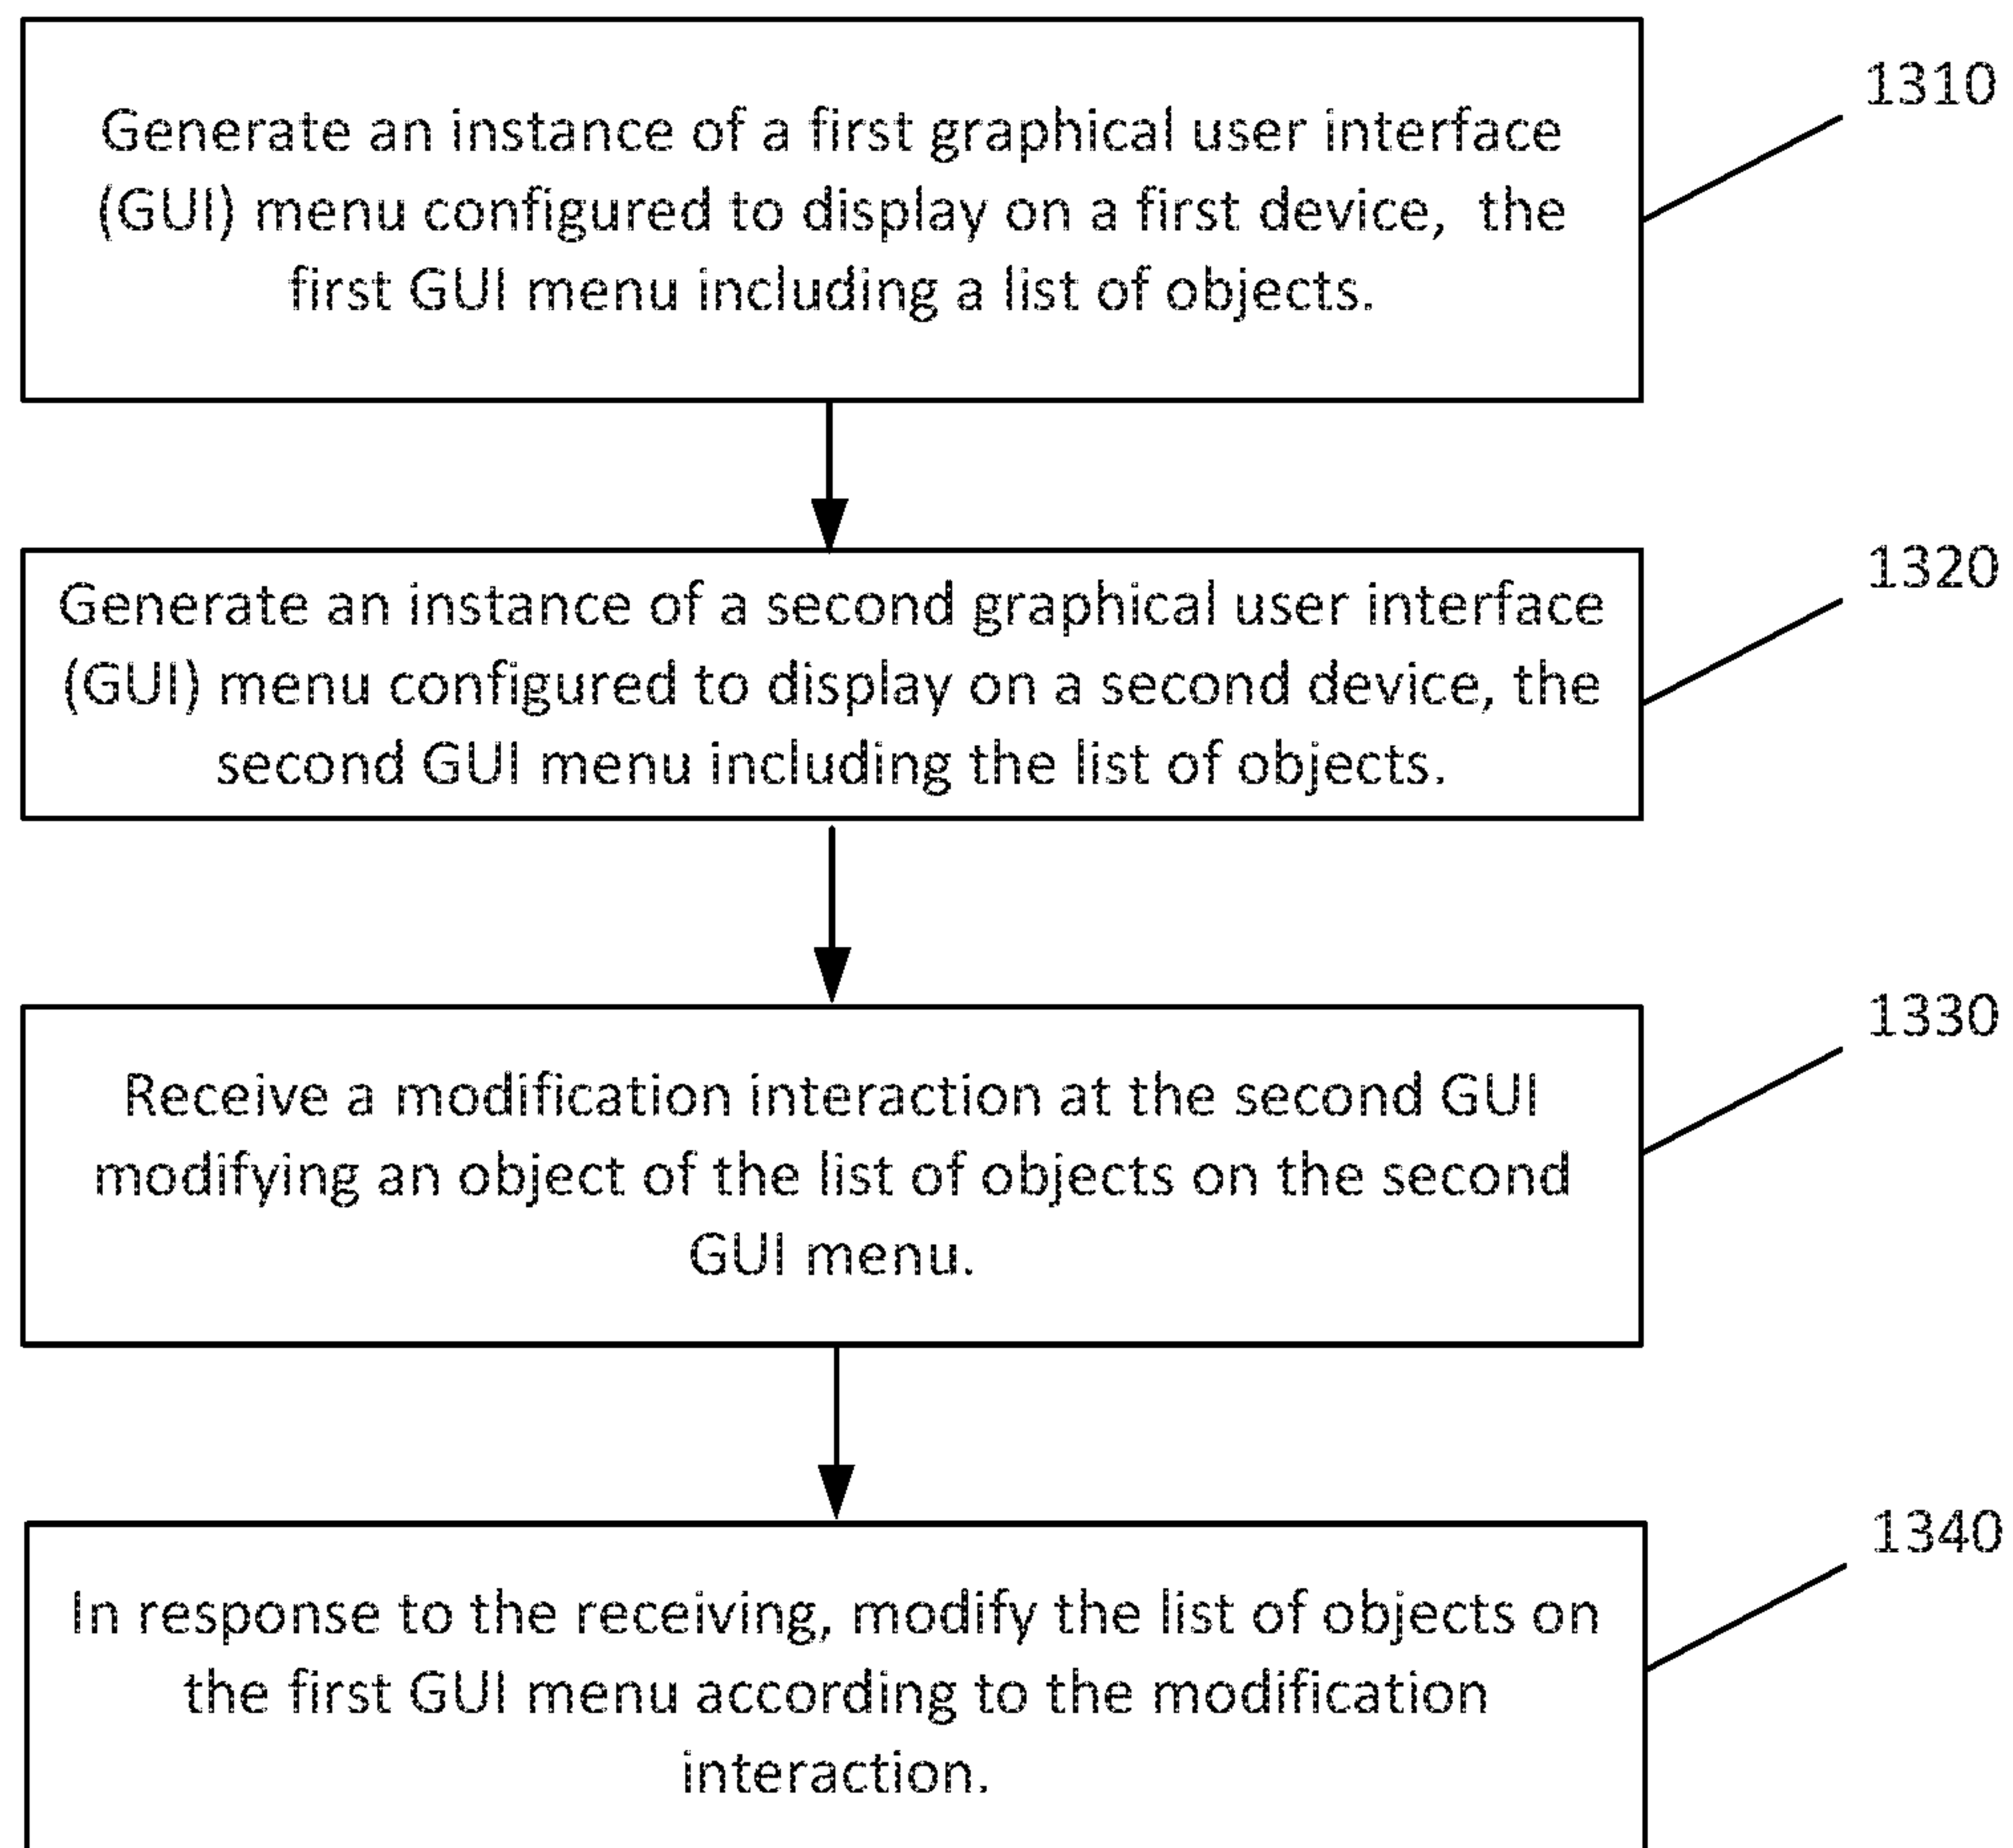 1310
Generate an instance of a first graphical user interface
(GUI) menu configured to display on a first device,  the
first GUI menu including a list of objects.
1320
Generate an instance of a second graphical user interface
(GUI) menu configured to display on a second device, the
second GUI menu including the list of objects.
1330
Receive a modification interaction at the second GUI
modifying an object of the list of objects on the second
GUI menu.
1340
In response to the receiving, modify the list of objects on
the first GUI menu according to the modification
interaction.